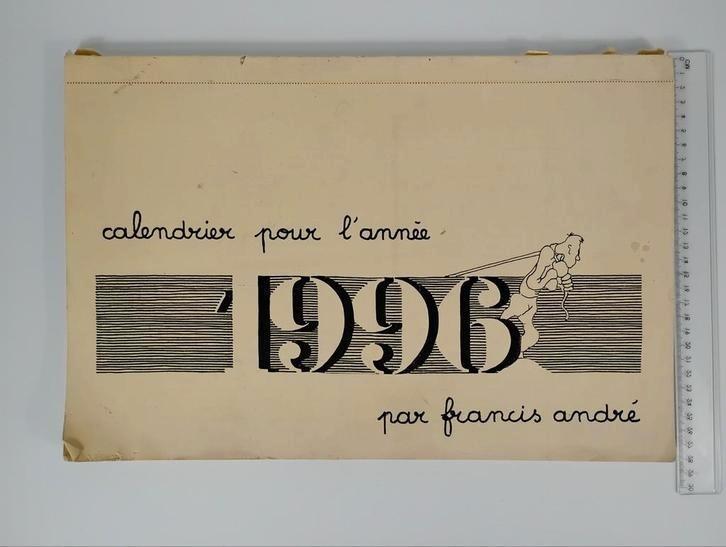 calendrier pour l'année
1996
par francis andré